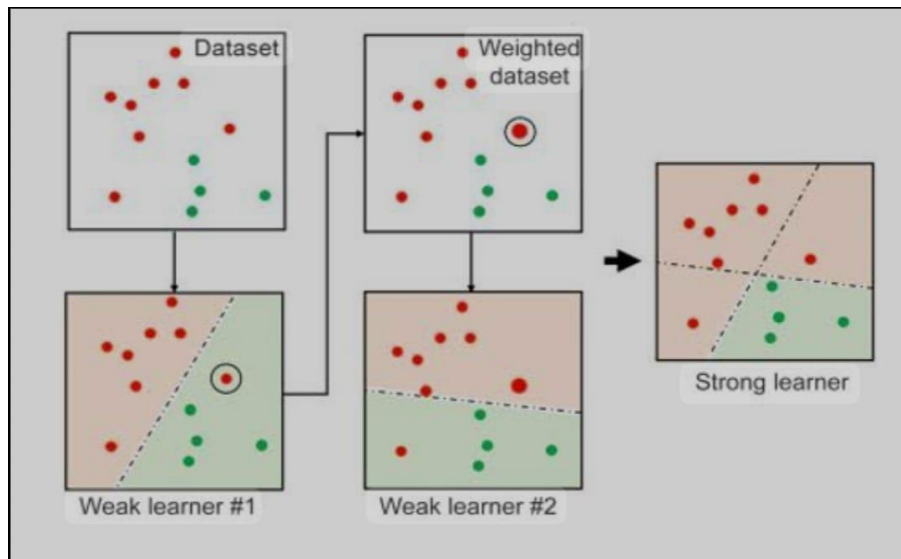 Dataset
Weighted
dataset
Weak learner #1
Weak learner #2
Strong learner